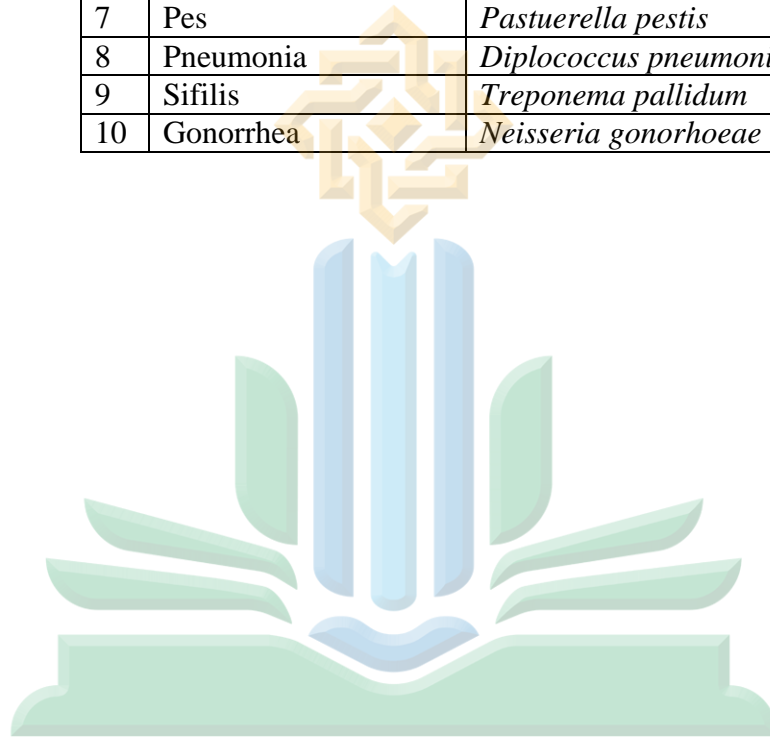 7 Pes Pastuerella pestis
8 Pneumonia Diplococcus pneumoni
9 Sifilis Treponema pallidum
10 Gonorrhea Neisseria gonorhoeae